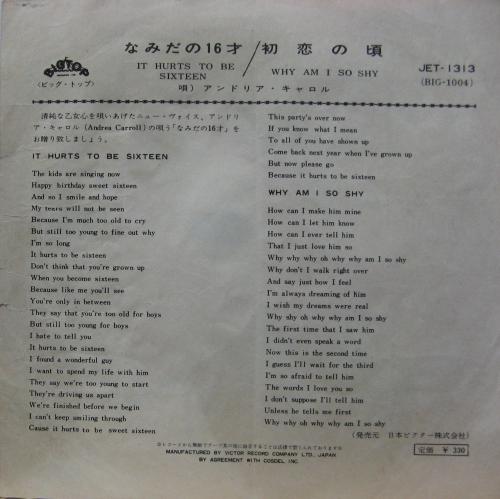 BIGTOP
(ビッグ・トップ)
なみだの16才/初恋の頃
IT HURTS TO BE SIXTEEN
WHY AM I SO SHY
唄) アンドリア・キャロル
JET-1313
(BIG-1004)
清純な乙女心を唄いあげたニュー・ヴォイス、アンドリ
ア・キャロル (Andrea Carroll) の唄う「なみだの16才」を
お贈り致しましょう。
IT HURTS TO BE SIXTEEN
The kids are singing now
Happy birthday sweet sixteen
And so I smile and hope
My tears will not be seen
Because I'm much too old to cry
But still too young to fine out why
I'm so long
It hurts to be sixteen
Don't think that you're grown up
When you become sixteen
Because like me you'll see
You're only in between
They say that you're too old for toys
But still too young for boys
I hate to tell you
It hurts to be sixteen
I found a wonderful guy
I want to spend my life with him
They say we're too young to start
They're driving us apart
We're finished before we begin
I can't keep smiling through
Cause it hurts to be sweet sixteen
This party's over now
If you know what I mean
To all of you have shown up
Come back next year when I've grown up
But now please go
Because it hurts to be sixteen
WHY AM I SO SHY
How can I make him mine
How can I let him know
How can I ever tell him
That I just love him so
Why why why oh why why am I so shy
Why don't I walk right over
And say just how I feel
I'm always dreaming of him
I wish my dreams were real
Why shy oh why why am I so shy
The first time that I saw him
I didn't even speak a word
Now this is the second time
I guess I'll wait for the third
I'm so afraid to tell him
The words I love you so
I don't suppose I'll tell him
Unless he tells me first
Why why oh why why am I so shy
(発売元 日本ビクター株式会社)
MANUFACTURED BY VICTOR RECORD COMPANY LTD., JAPAN
BY AGREEMENT WITH COSDEL INC.
定価 ¥ 330